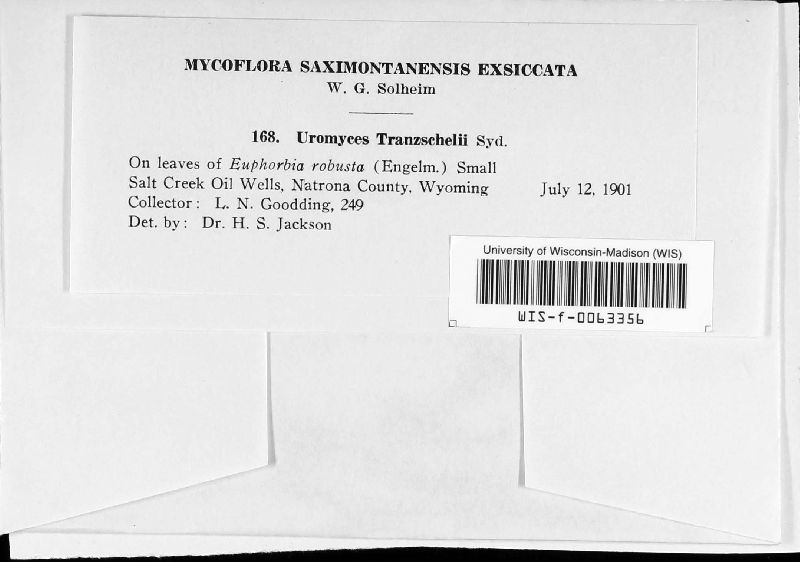 MYCOFLORA SAXIMONTANENSIS EXSICCATA
W. G. Solheim
168. Uromyces Tranzschelii Syd.
On leaves of Euphorbia robusta (Engelm.) Small
Salt Creek Oil Wells, Natrona County, Wyoming July 12, 1901
Collector: L. N. Goodding, 249
Det. by: Dr. H. S. Jackson
University of Wisconsin-Madison (WIS)
WIS-f-0063356